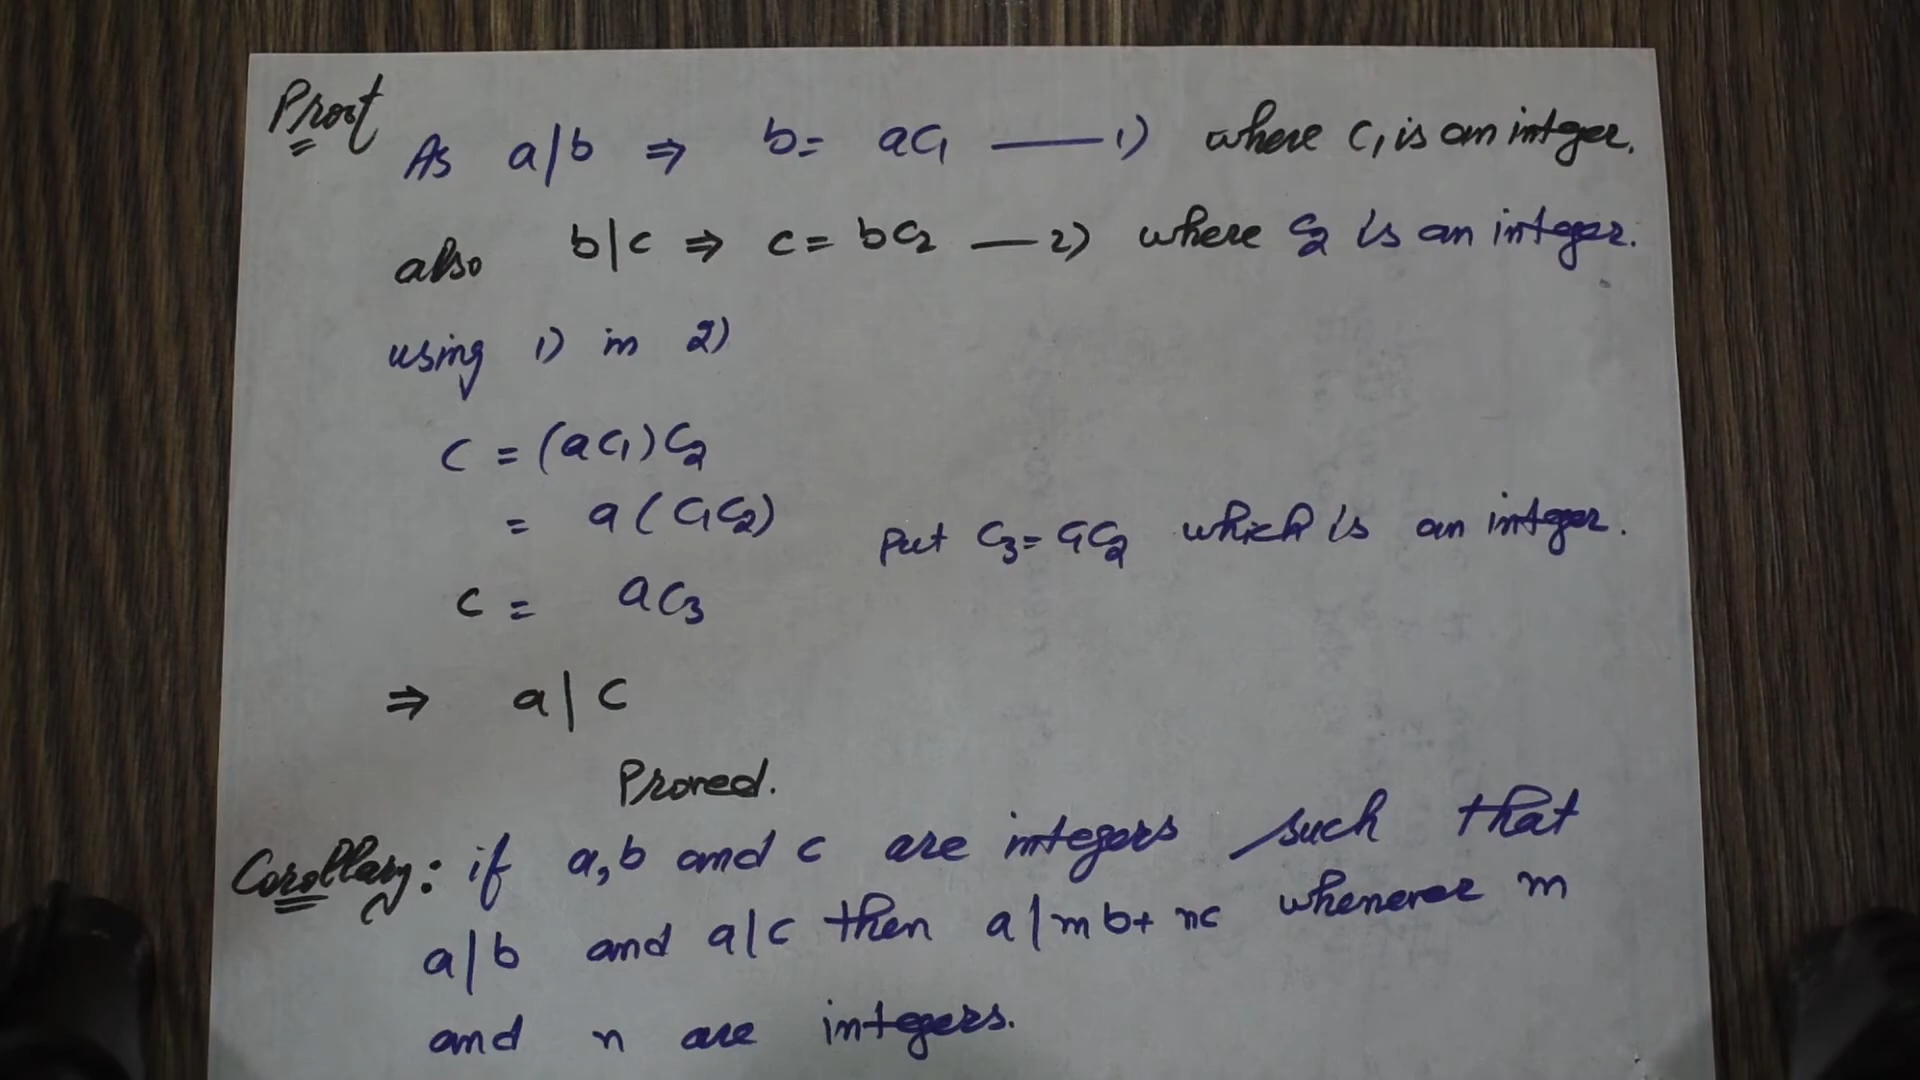 Proof
As a|b ⇒ b = ac₁ —— 1) where c₁ is an integer.
also b|c ⇒ c = bc₂ — 2) where c₂ is an integer.
using 1) in 2)
c = (ac₁)c₂
= a(c₁c₂) Put c₃ = c₁c₂ which is an integer.
c = ac₃
⇒ a|c
Proved.
Corollary: if a,b and c are integers such that
a|b and a|c then a|mb+nc whenever m
and n are integers.